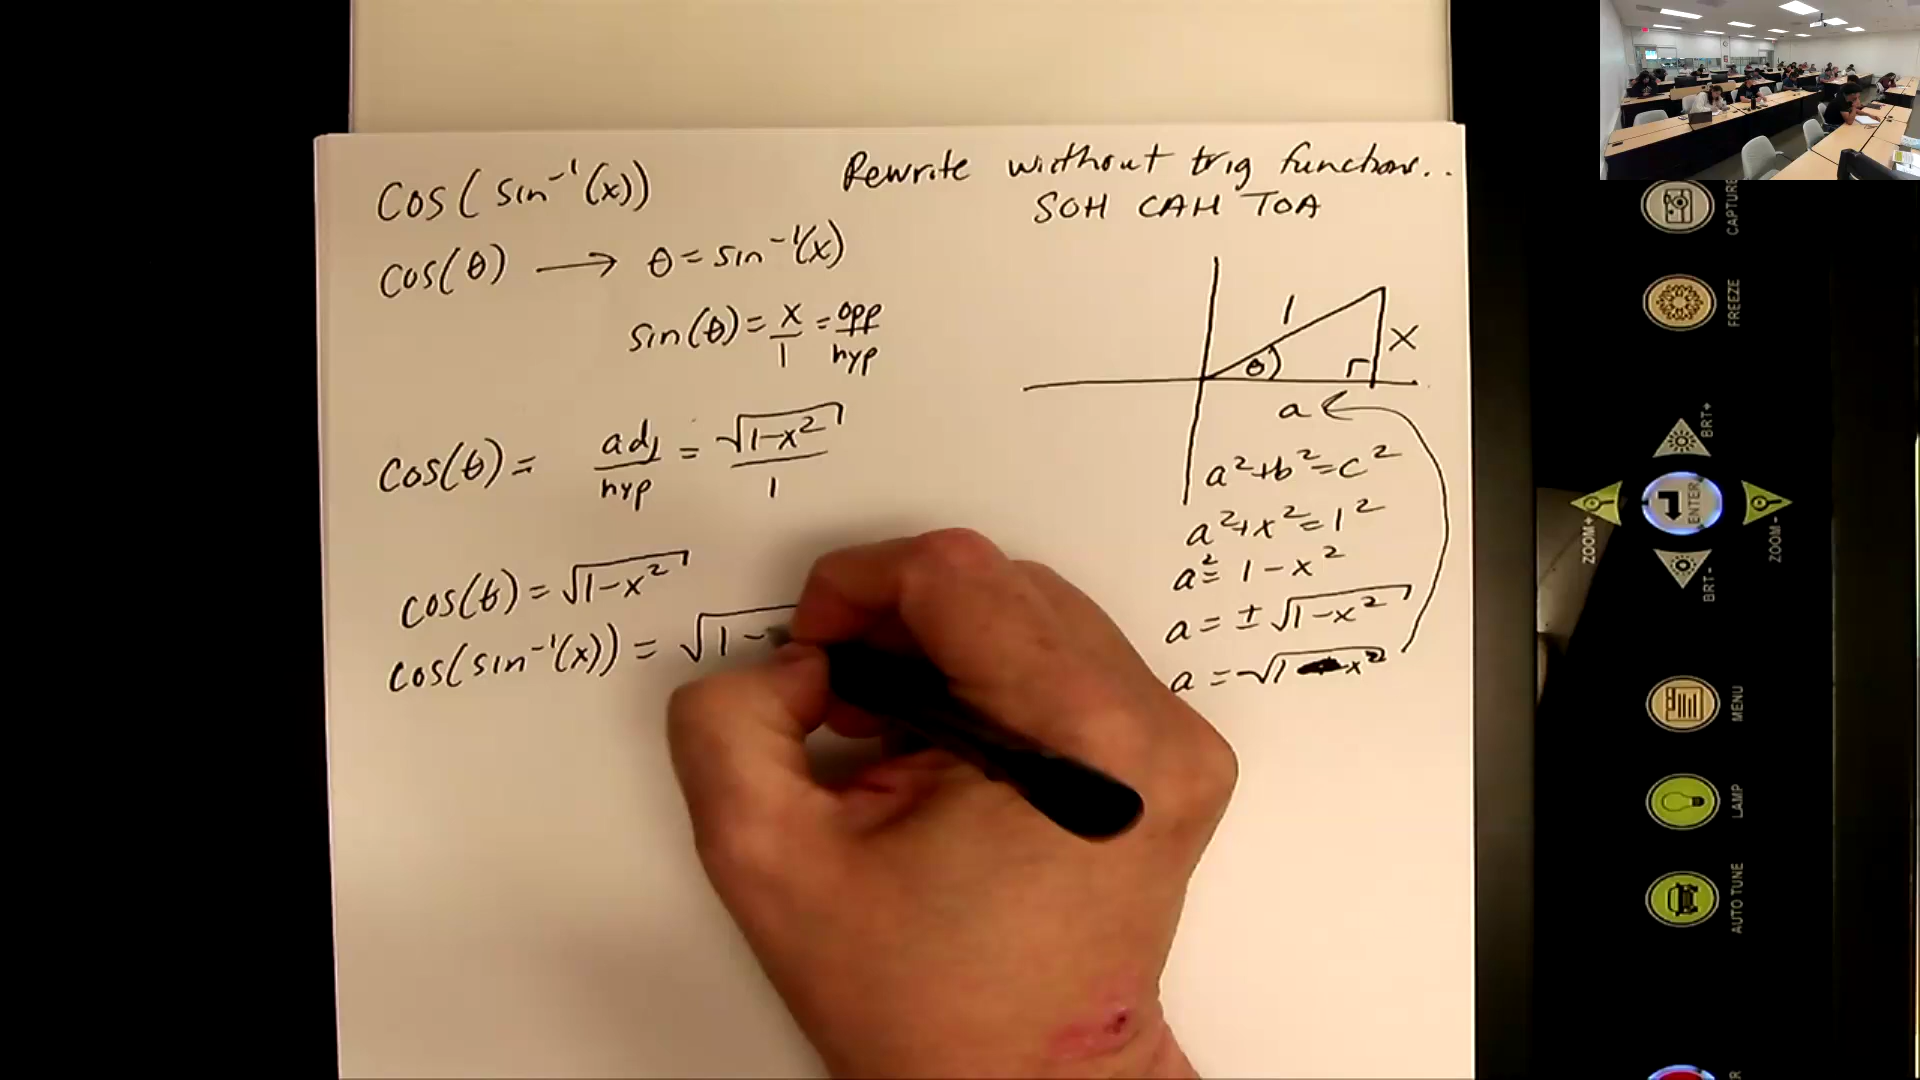 cos(sin⁻¹(x))
Rewrite without trig functions..
SOH CAH TOA
cos(θ) → θ = sin⁻¹(x)
sin(θ) = x/1 = opp/hyp
cos(θ) = adj/hyp = √(1-x²)/1
cos(θ) = √(1-x²)
cos(sin⁻¹(x)) = √1-
1
x
θ
a
a²+b²=c²
a²+x²=1²
a²= 1-x²
a = ± √(1-x²)
a = √(1-x²)
CAPTURE
FREEZE
BRT+
ZOOM+
ENTER
ZOOM-
BRT-
MENU
LAMP
AUTO TUNE
R